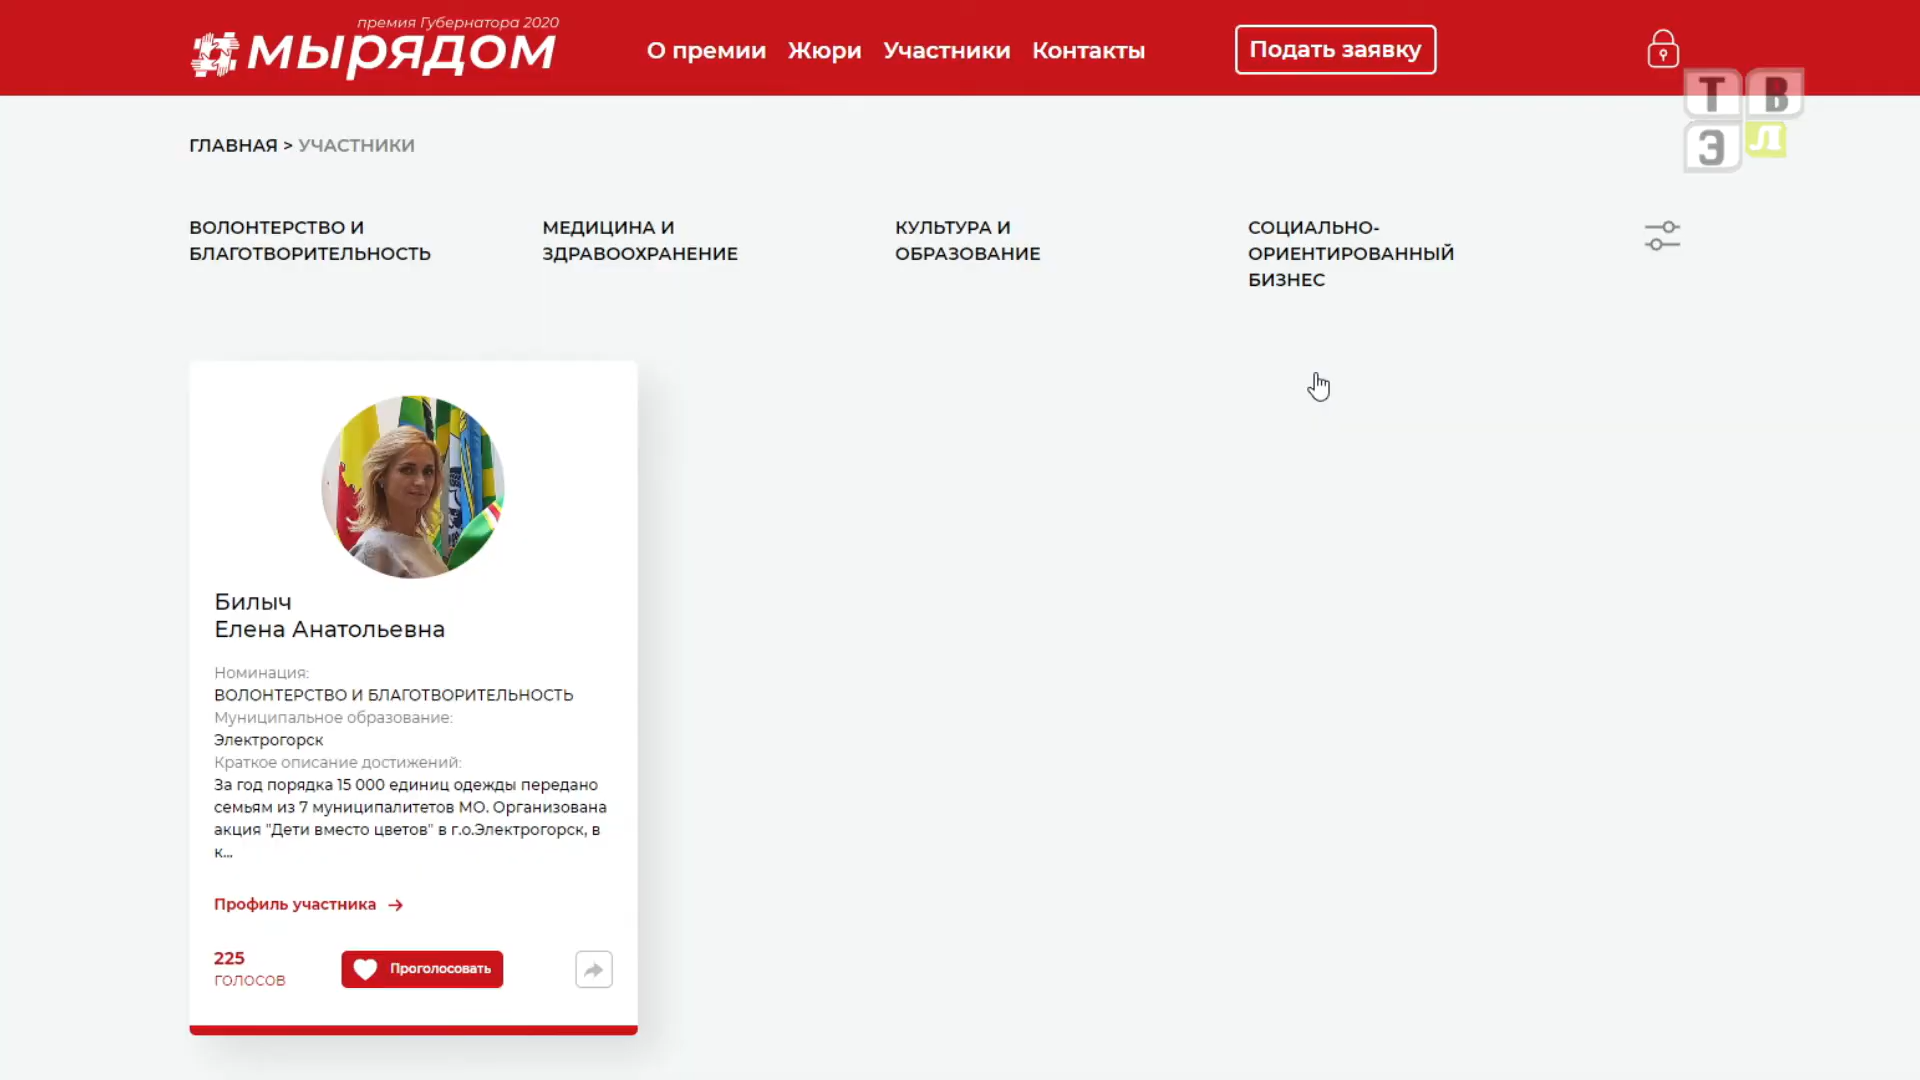 премия Губернатора 2020
#МЫРЯДОМ
О премии Жюри Участники Контакты
Подать заявку
Т В
Э Л
ГЛАВНАЯ > УЧАСТНИКИ
ВОЛОНТЕРСТВО И
БЛАГОТВОРИТЕЛЬНОСТЬ
МЕДИЦИНА И
ЗДРАВООХРАНЕНИЕ
КУЛЬТУРА И
ОБРАЗОВАНИЕ
СОЦИАЛЬНО-
ОРИЕНТИРОВАННЫЙ
БИЗНЕС
Билыч
Елена Анатольевна
Номинация:
ВОЛОНТЕРСТВО И БЛАГОТВОРИТЕЛЬНОСТЬ
Муниципальное образование:
Электрогорск
Краткое описание достижений:
За год порядка 15 000 единиц одежды передано
семьям из 7 муниципалитетов МО. Организована
акция "Дети вместо цветов" в г.о.Электрогорск, в
к...
Профиль участника →
225
ГОЛОСОВ
Проголосовать